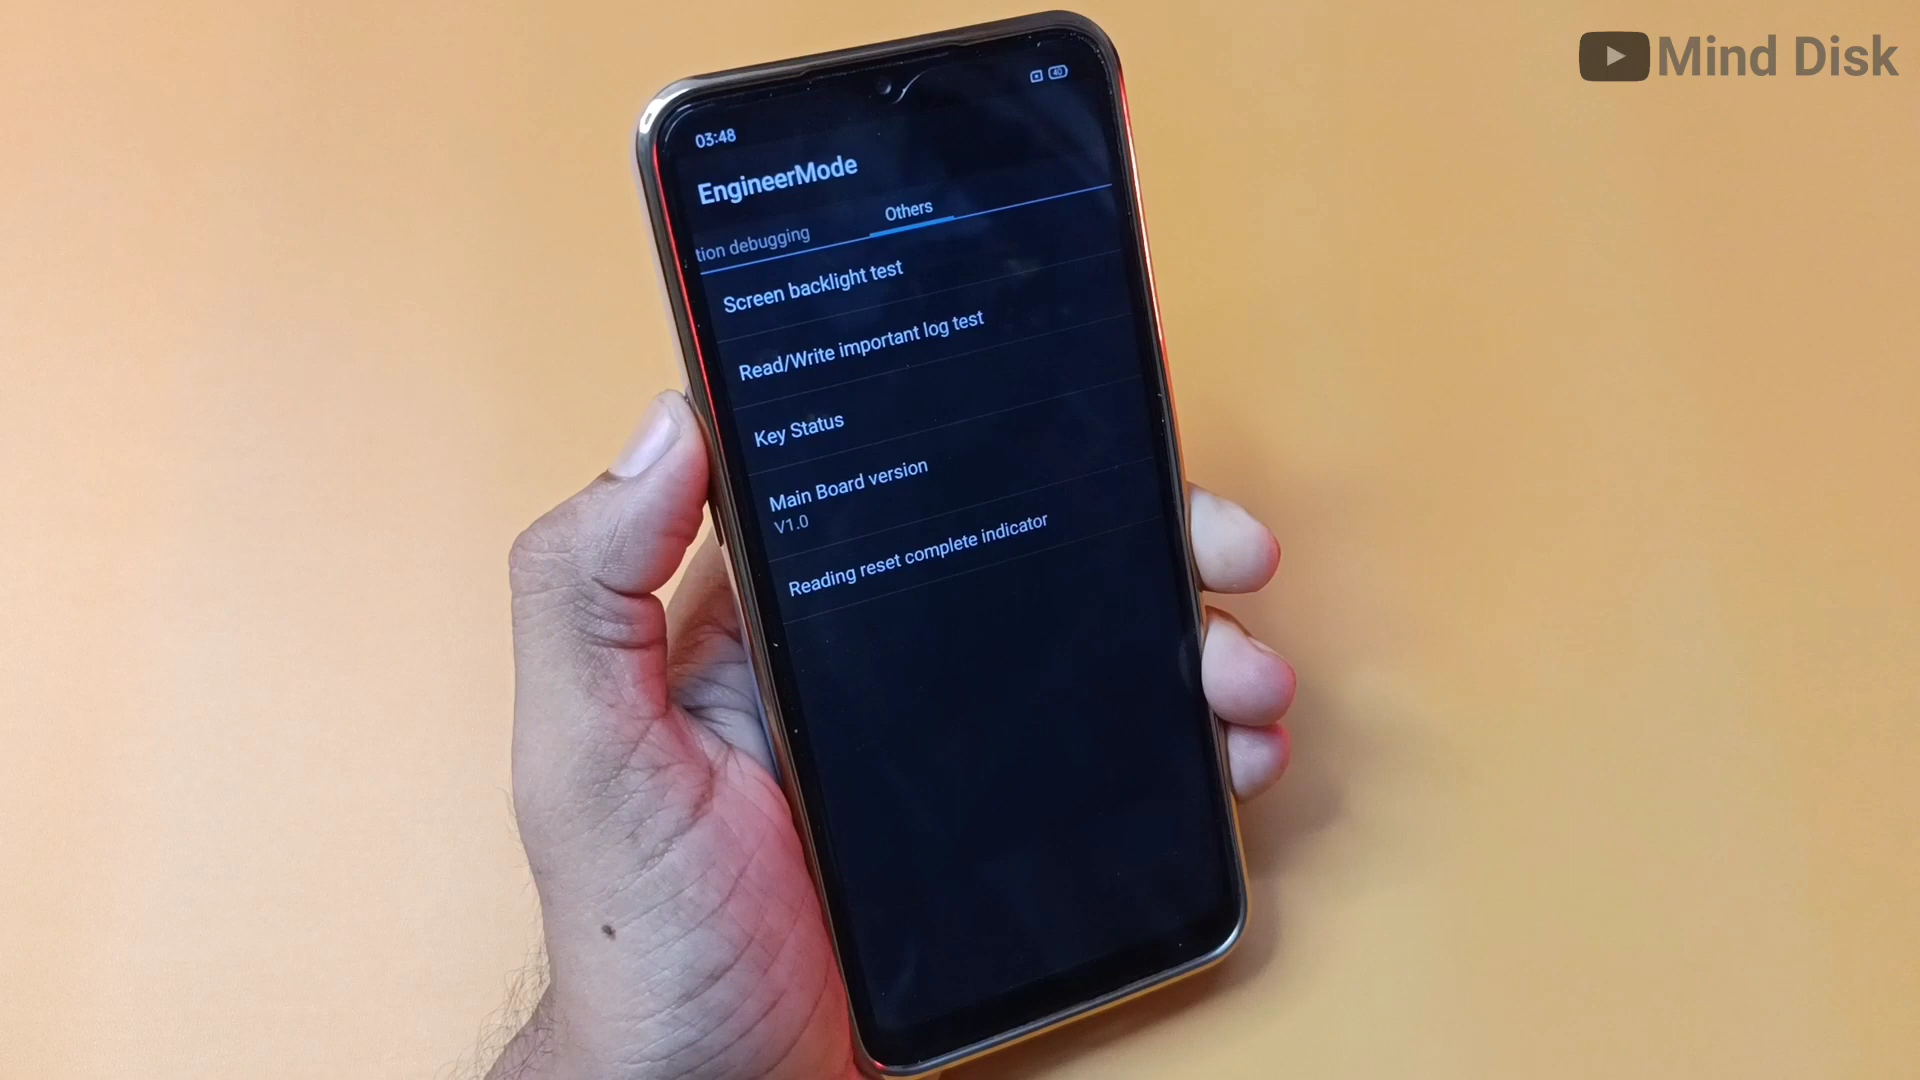 Mind Disk
40
03:48
EngineerMode
tion debugging
Others
Screen backlight test
Read/Write important log test
Key Status
Main Board version
V1.0
Reading reset complete indicator